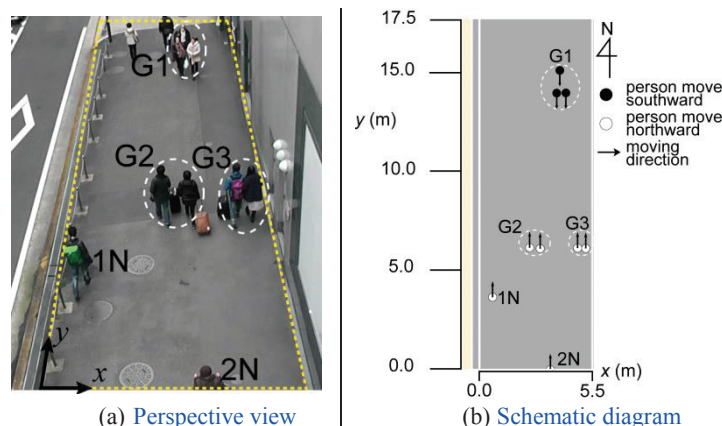 G1
G2
G3
1N
y
x
2N
(a) Perspective view
17.5
15.0
y (m)
10.0
5.0
0.0
G1
G2
G3
1N
2N
x (m)
0.0
5.5
N
person move
southward
person move
northward
moving
direction
(b) Schematic diagram